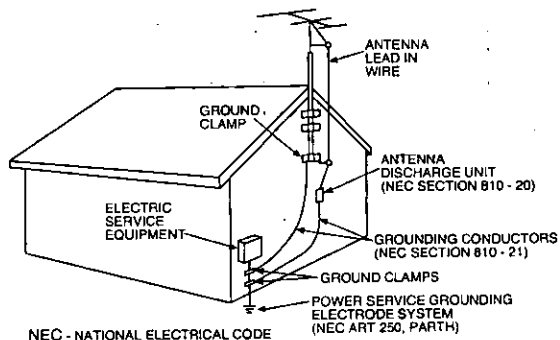 ANTENNA
LEAD IN
WIRE
GROUND
CLAMP
ANTENNA
DISCHARGE UNIT
(NEC SECTION 810 - 20)
ELECTRIC
SERVICE
EQUIPMENT
GROUNDING CONDUCTORS
(NEC SECTION 810 - 21)
GROUND CLAMPS
POWER SERVICE GROUNDING
ELECTRODE SYSTEM
(NEC ART 250, PARTH)
NEC - NATIONAL ELECTRICAL CODE